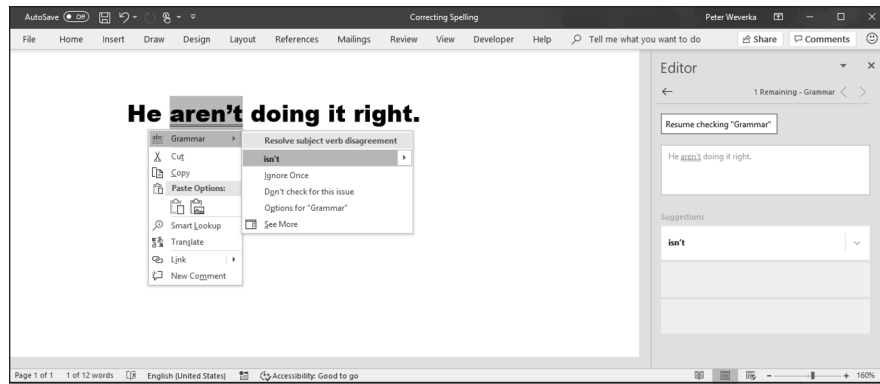 AutoSave Off Correcting Spelling Peter Weverka
File Home Insert Draw Design Layout References Mailings Review View Developer Help Tell me what you want to do Share Comments
Editor
1 Remaining - Grammar
Resume checking "Grammar"
He aren't doing it right.
Suggestions
isn't
He aren't doing it right.
abc Grammar
Cut
Copy
Paste Options:
Smart Lookup
Translate
Link
New Comment
Resolve subject verb disagreement
isn't
Ignore Once
Don't check for this issue
Options for "Grammar"
See More
Page 1 of 1 1 of 12 words English (United States) Accessibility: Good to go 160%